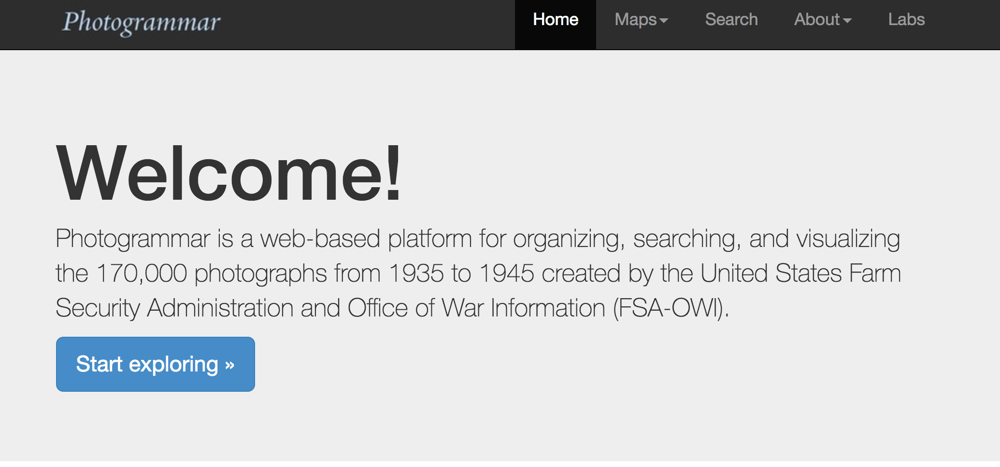 Photogrammar
Home Maps Search About Labs
Welcome!
Photogrammar is a web-based platform for organizing, searching, and visualizing
the 170,000 photographs from 1935 to 1945 created by the United States Farm
Security Administration and Office of War Information (FSA-OWI).
Start exploring »